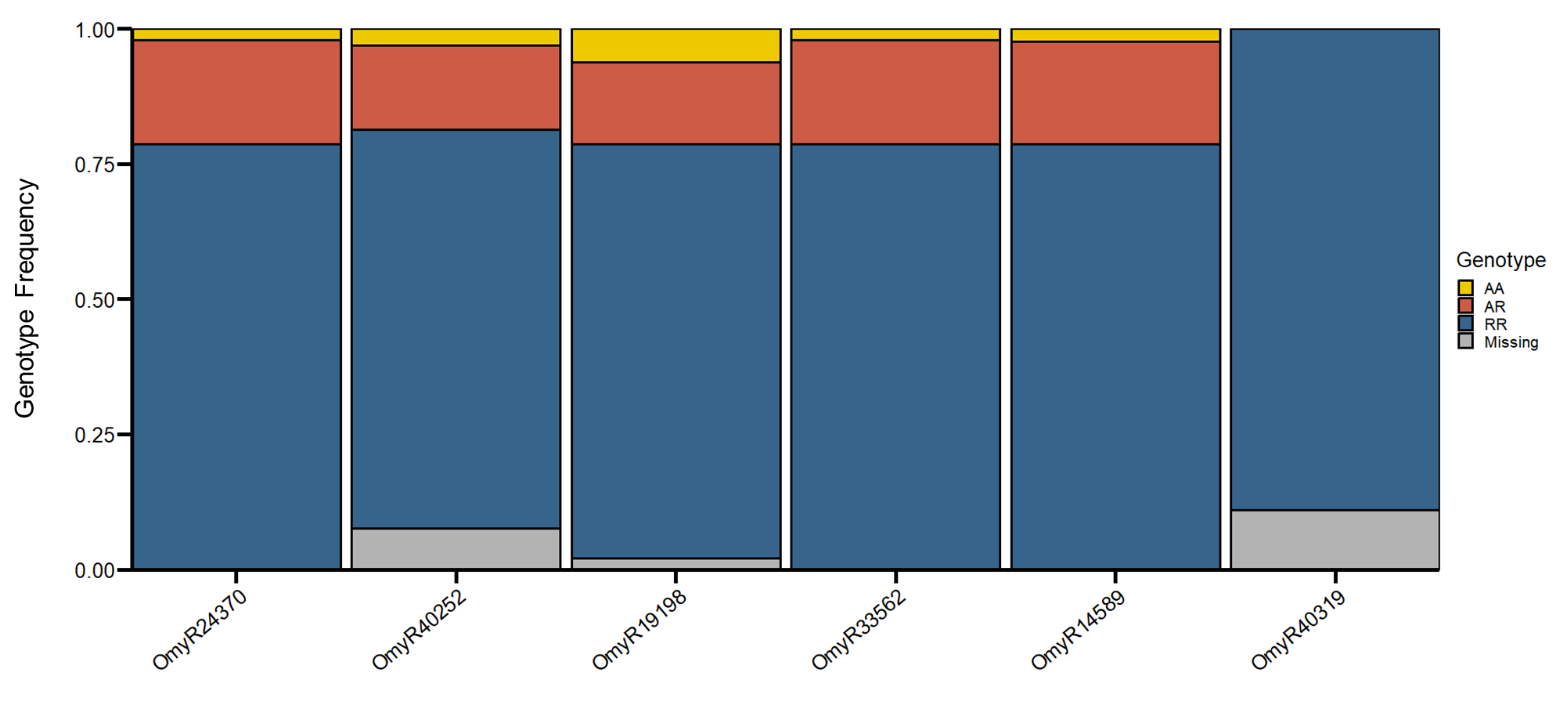 Genotype Frequency
1.00
0.75
0.50
0.25
0.00
OmyR24370
OmyR40252
OmyR19198
OmyR33562
OmyR14589
OmyR40319
Genotype
AA
AR
RR
Missing